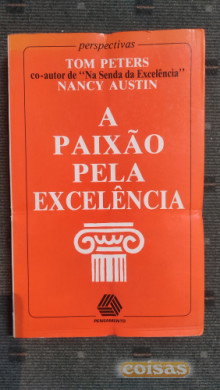 perspectivas
TOM PETERS
co-autor de "Na Senda da Excelência"
NANCY AUSTIN
A
PAIXÃO
PELA
EXCELÊNCIA
coisas